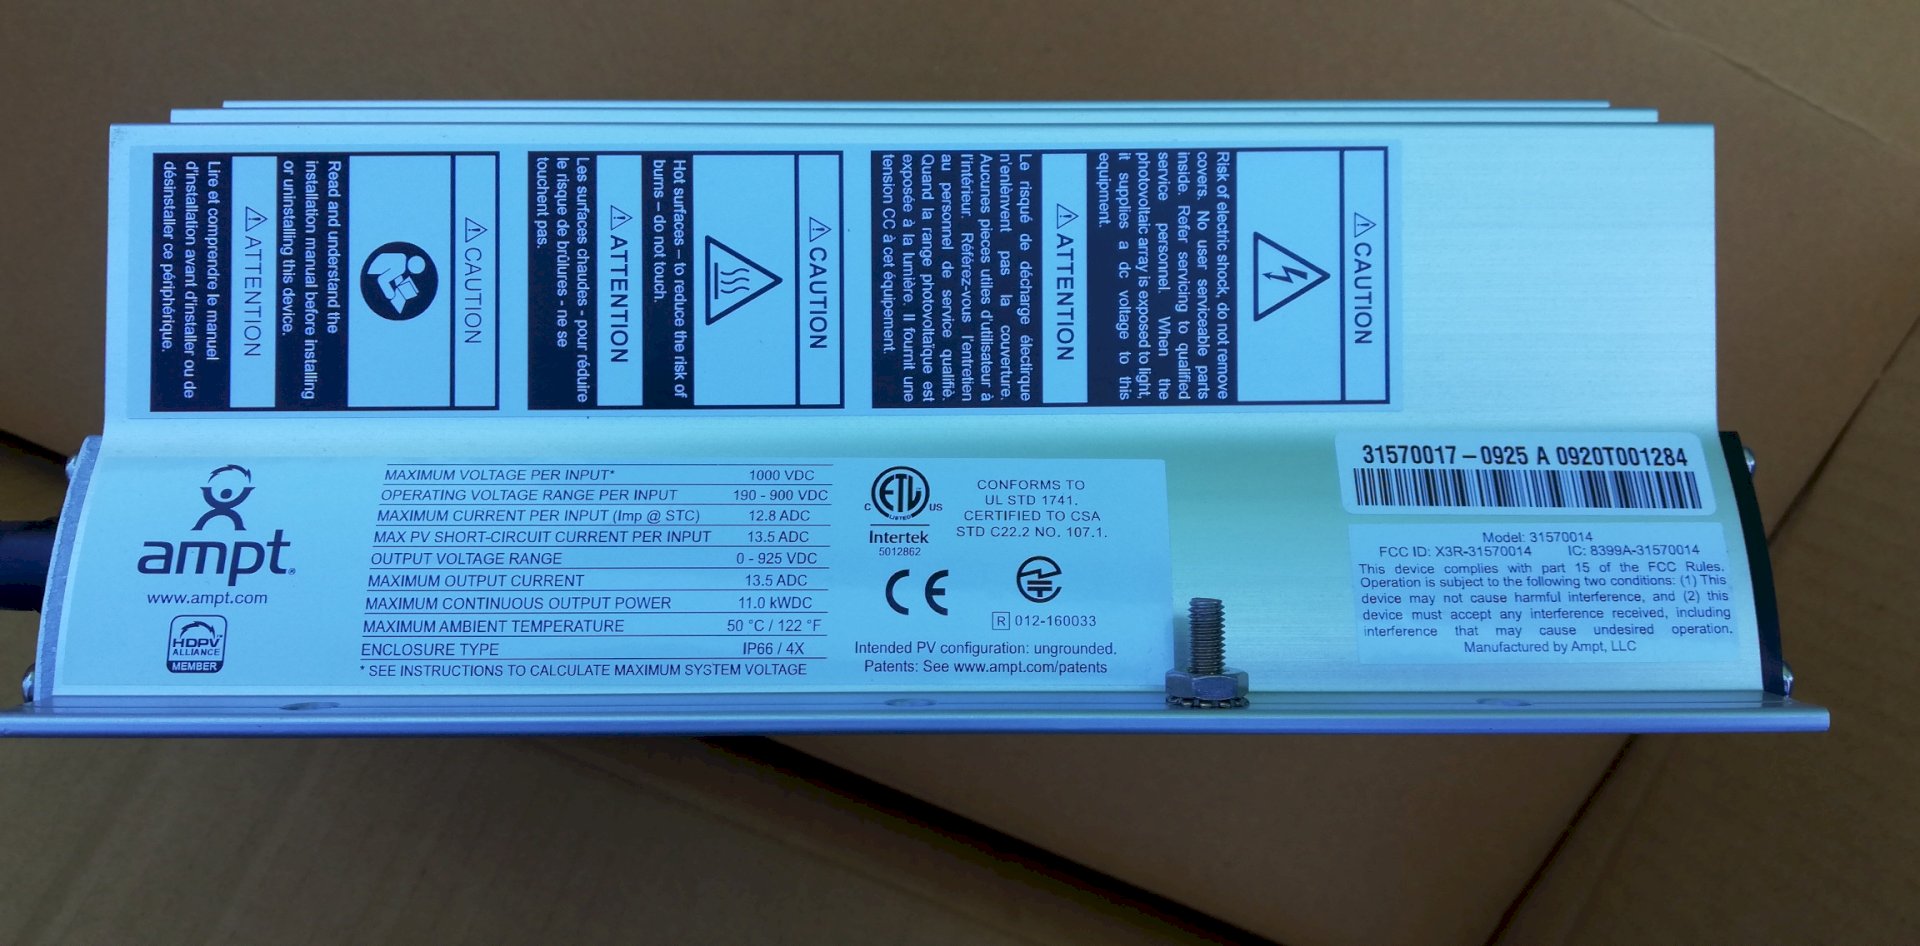 ⚠ CAUTION
Read and understand the
installation manual before installing
or uninstalling this device.
⚠ ATTENTION
Lire et comprendre le manuel
d'installation avant d'installer ou de
désinstaller ce périphérique.
⚠ CAUTION
Hot surfaces – to reduce the risk of
burns – do not touch.
⚠ ATTENTION
Les surfaces chaudes - pour réduire
le risque de brûlures - ne se
touchent pas.
⚠ CAUTION
Risk of electric shock, do not remove
covers. No user serviceable parts
inside. Refer servicing to qualified
service personnel. When the
photovoltaic array is exposed to light,
it supplies a dc voltage to this
equipment.
⚠ ATTENTION
Le risqué de décharge électirque
n'enlènvent pas la couverture.
Aucunes pieces utiles d'utilisateur à
l'intérieur. Référez-vous l'entretien
au personnel de service qualifiè.
Quand la range photovoltaïque est
exposée à la lumière. Il fournit une
tension CC à cet équipement.
ampt
www.ampt.com
HDPV™
ALLIANCE
MEMBER
MAXIMUM VOLTAGE PER INPUT* 1000 VDC
OPERATING VOLTAGE RANGE PER INPUT 190 - 900 VDC
MAXIMUM CURRENT PER INPUT (Imp @ STC) 12.8 ADC
MAX PV SHORT-CIRCUIT CURRENT PER INPUT 13.5 ADC
OUTPUT VOLTAGE RANGE 0 - 925 VDC
MAXIMUM OUTPUT CURRENT 13.5 ADC
MAXIMUM CONTINUOUS OUTPUT POWER 11.0 kWDC
MAXIMUM AMBIENT TEMPERATURE 50 °C / 122 °F
ENCLOSURE TYPE IP66 / 4X
* SEE INSTRUCTIONS TO CALCULATE MAXIMUM SYSTEM VOLTAGE
ETL
LISTED
C US
Intertek
5012862
CONFORMS TO
UL STD 1741.
CERTIFIED TO CSA
STD C22.2 NO. 107.1.
CE
R 012-160033
Intended PV configuration: ungrounded.
Patents: See www.ampt.com/patents
31570017-0925 A 0920T001284
Model: 31570014
FCC ID: X3R-31570014 IC: 8399A-31570014
This device complies with part 15 of the FCC Rules.
Operation is subject to the following two conditions: (1) This
device may not cause harmful interference, and (2) this
device must accept any interference received, including
interference that may cause undesired operation.
Manufactured by Ampt, LLC